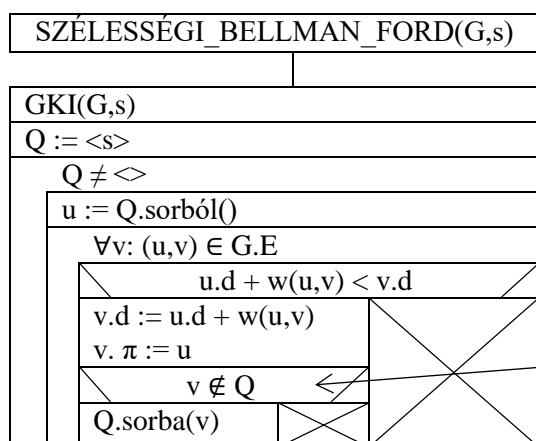 SZÉLESSÉGI_BELLMAN_FORD(G,s)
GKI(G,s)
Q := <s>
Q ≠ <>
u := Q.sorból()
∀v: (u,v) ∈ G.E
u.d + w(u,v) < v.d
v.d := u.d + w(u,v)
v. π := u
v ∉ Q
Q.sorba(v)